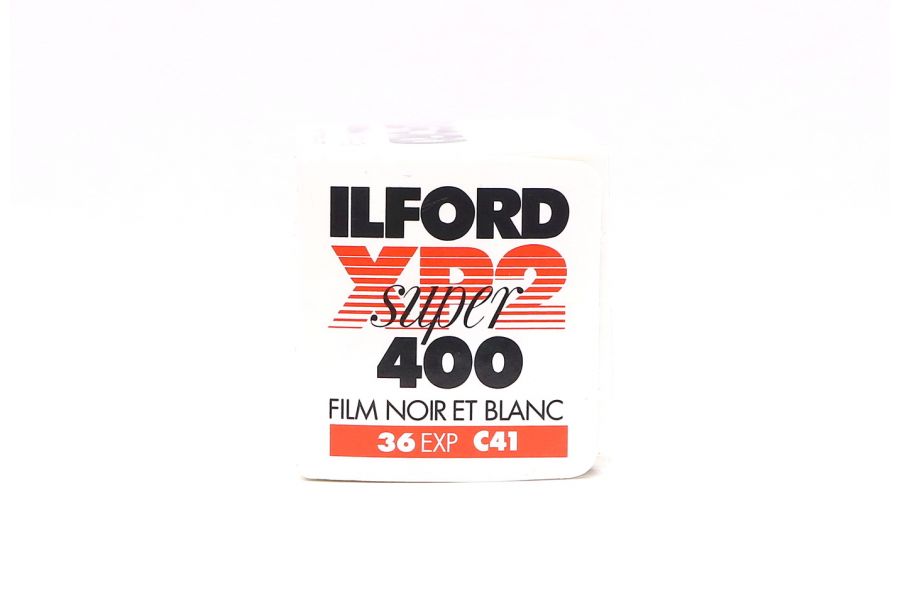 ILFORD
XP2
super
400
FILM NOIR ET BLANC
36 EXP C41